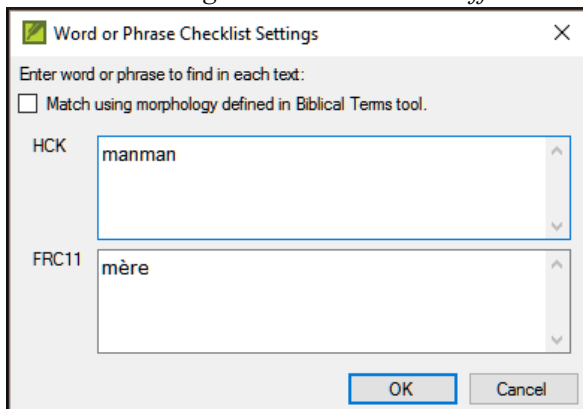 Word or Phrase Checklist Settings
Enter word or phrase to find in each text:
Match using morphology defined in Biblical Terms tool.
HCK
manman
FRC11
mère
OK Cancel